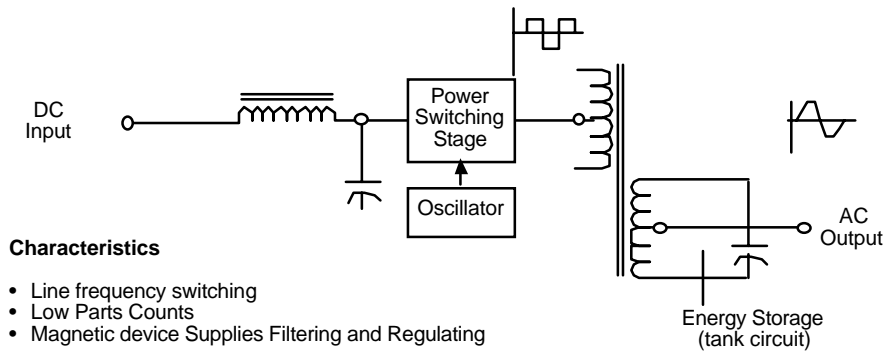 DC
Input
Power
Switching
Stage
Oscillator
AC
Output
Energy Storage
(tank circuit)
Characteristics
• Line frequency switching
• Low Parts Counts
• Magnetic device Supplies Filtering and Regulating